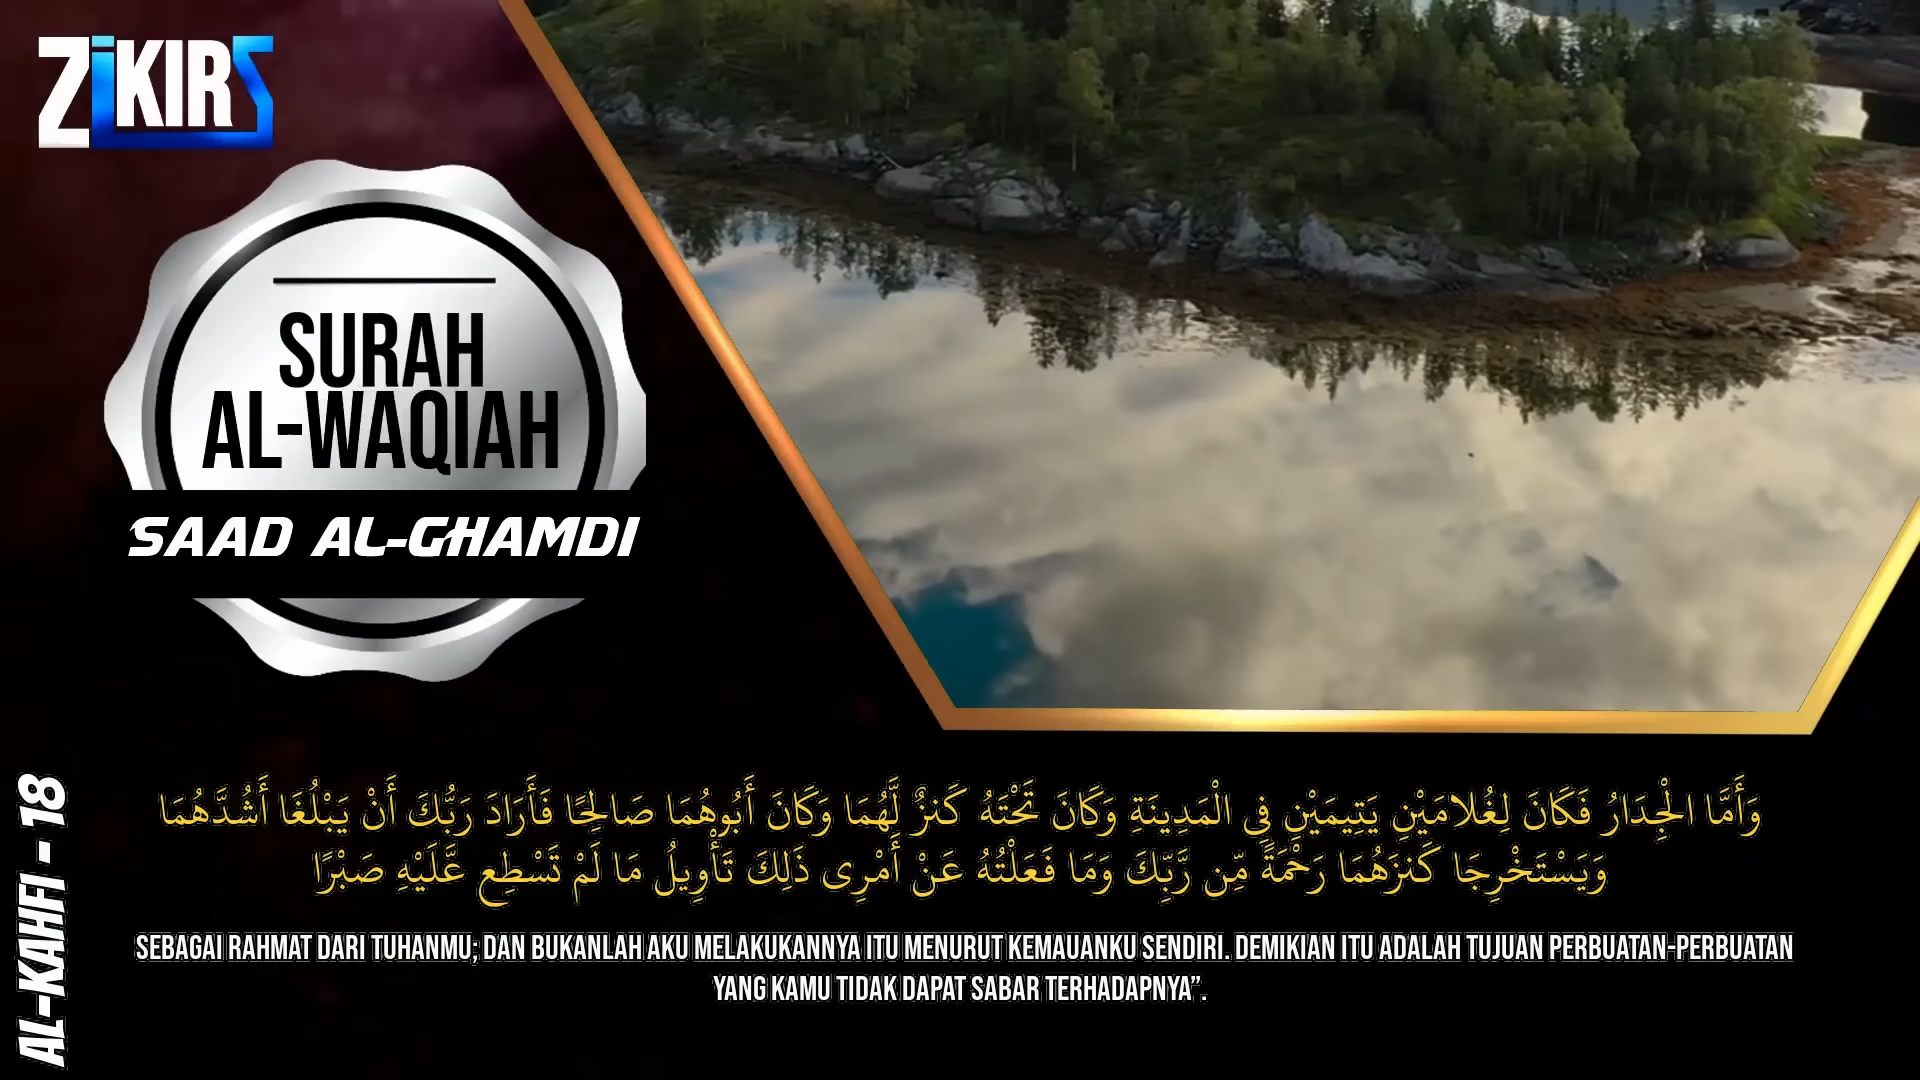 ZiKIRS
SURAH
AL-WAQIAH
SAAD AL-GHAMDI
AL-KAHFI - 18
وَأَمَّا الْجِدَارُ فَكَانَ لِغُلَامَيْنِ يَتِيمَيْنِ فِي الْمَدِينَةِ وَكَانَ تَحْتَهُ كَنزٌ لَّهُمَا وَكَانَ أَبُوهُمَا صَالِحًا فَأَرَادَ رَبُّكَ أَنْ يَبْلُغَا أَشُدَّهُمَا
وَيَسْتَخْرِجَا كَنزَهُمَا رَحْمَةً مِّن رَّبِّكَ وَمَا فَعَلْتُهُ عَنْ أَمْرِى ذَلِكَ تَأْوِيلُ مَا لَمْ تَسْطِع عَّلَيْهِ صَبْرًا
SEBAGAI RAHMAT DARI TUHANMU; DAN BUKANLAH AKU MELAKUKANNYA ITU MENURUT KEMAUANKU SENDIRI. DEMIKIAN ITU ADALAH TUJUAN PERBUATAN-PERBUATAN
YANG KAMU TIDAK DAPAT SABAR TERHADAPNYA”.